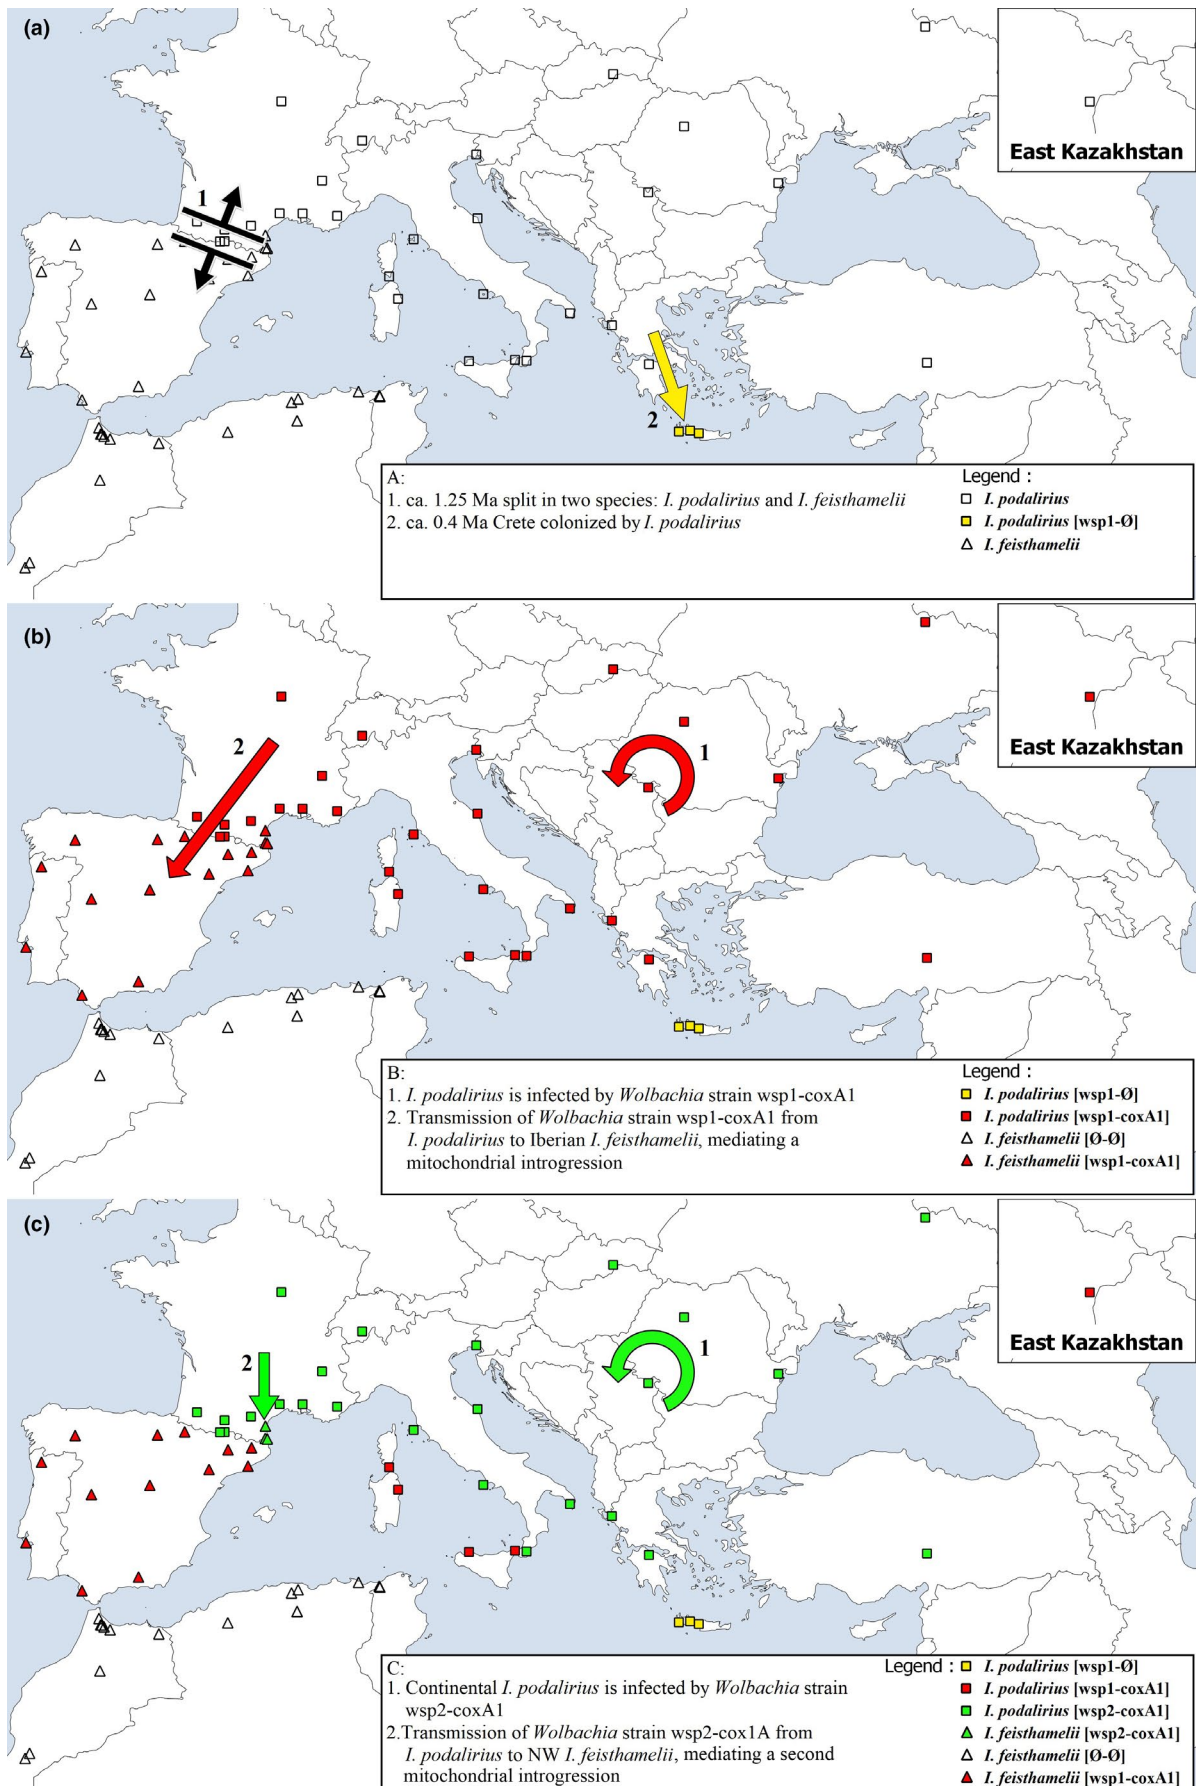 (a)
East Kazakhstan
1
2
A:
1. ca. 1.25 Ma split in two species: I. podalirius and I. feisthamelii
2. ca. 0.4 Ma Crete colonized by I. podalirius
Legend :
I. podalirius
I. podalirius [wsp1-Ø]
I. feisthamelii
(b)
East Kazakhstan
2
1
B:
1. I. podalirius is infected by Wolbachia strain wsp1-coxA1
2. Transmission of Wolbachia strain wsp1-coxA1 from
I. podalirius to Iberian I. feisthamelii, mediating a
mitochondrial introgression
Legend :
I. podalirius [wsp1-Ø]
I. podalirius [wsp1-coxA1]
I. feisthamelii [Ø-Ø]
I. feisthamelii [wsp1-coxA1]
(c)
East Kazakhstan
2
1
C:
1. Continental I. podalirius is infected by Wolbachia strain
wsp2-coxA1
2.Transmission of Wolbachia strain wsp2-cox1A from
I. podalirius to NW I. feisthamelii, mediating a second
mitochondrial introgression
Legend :
I. podalirius [wsp1-Ø]
I. podalirius [wsp1-coxA1]
I. podalirius [wsp2-coxA1]
I. feisthamelii [wsp2-coxA1]
I. feisthamelii [Ø-Ø]
I. feisthamelii [wsp1-coxA1]